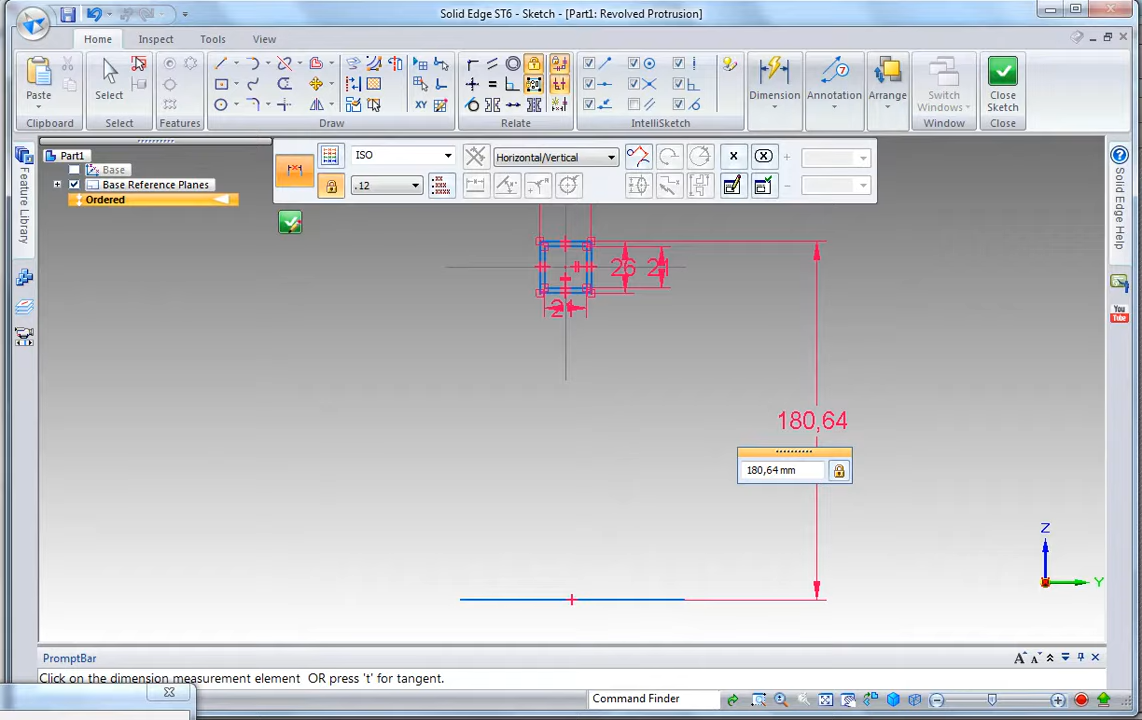 Solid Edge ST6 - Sketch - [Part1: Revolved Protrusion]
Home Inspect Tools View
Paste
Select
Dimension
Annotation
Arrange
Switch Windows
Close Sketch
Clipboard Select Features Draw Relate IntelliSketch Window Close
Feature Library
Part1
Base
Base Reference Planes
Ordered
ISO
Horizontal/Vertical
.12
Solid Edge Help
You
Tube
26 21
21
180,64
180,64 mm
Z
Y
PromptBar
Click on the dimension measurement element OR press 't' for tangent.
Command Finder